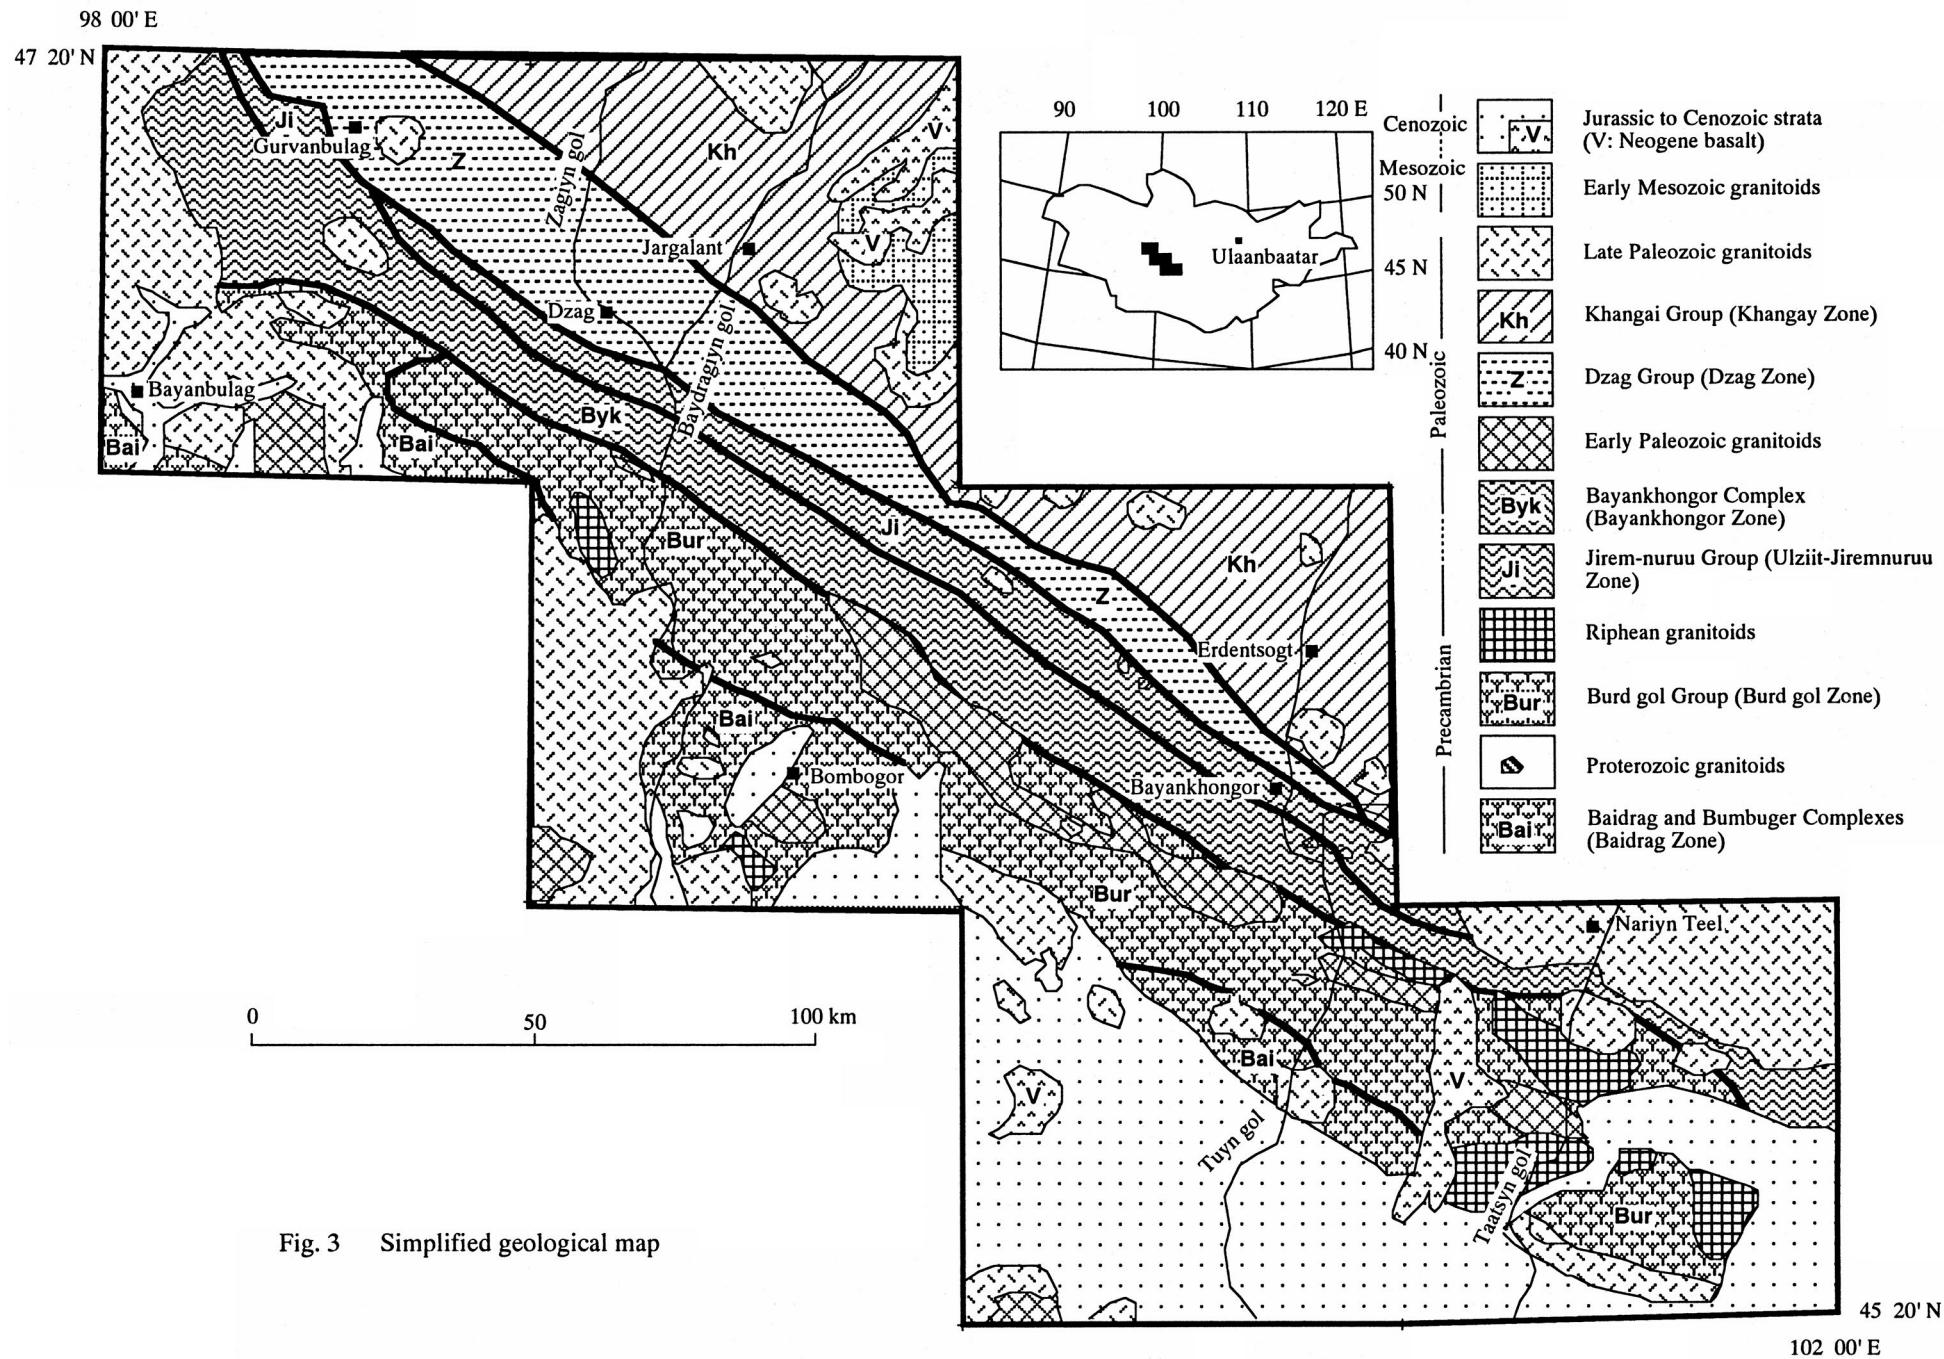 98 00' E
47 20' N
Ji
Gurvanbulag
Z
Zagiyn gol
Kh
V
V
Jargalant
Dzag
Baydragiyn gol
Bayanbulag
Bai
Bai
Byk
Bur
Ji
Kh
Z
Erdentsogt
Bai
Bombogor
Bayankhongor
Bur
Nariyn Teel
Bai
V
V
Tuyn gol
Taatsyn gol
Bur
45 20' N
102 00' E
90 100 110 120 E
50 N
45 N
40 N
Ulaanbaatar
Cenozoic
Mesozoic
Paleozoic
Precambrian
V
Jurassic to Cenozoic strata
(V: Neogene basalt)
Early Mesozoic granitoids
Late Paleozoic granitoids
Kh
Khangai Group (Khangay Zone)
Z
Dzag Group (Dzag Zone)
Early Paleozoic granitoids
Byk
Bayankhongor Complex
(Bayankhongor Zone)
Ji
Jirem-nuruu Group (Ulziit-Jiremnuruu
Zone)
Riphean granitoids
Bur
Burd gol Group (Burd gol Zone)
Proterozoic granitoids
Bai
Baidrag and Bumbuger Complexes
(Baidrag Zone)
0 50 100 km
Fig. 3 Simplified geological map